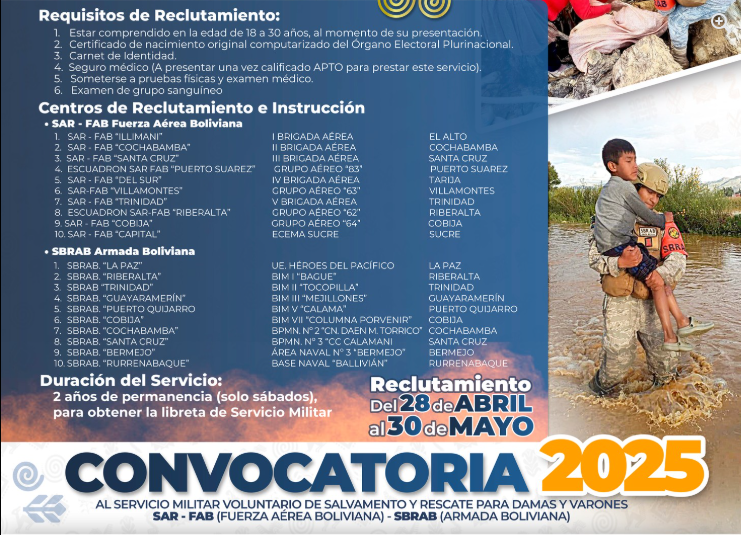 Requisitos de Reclutamiento:
1. Estar comprendido en la edad de 18 a 30 años, al momento de su presentación.
2. Certificado de nacimiento original computarizado del Órgano Electoral Plurinacional.
3. Carnet de Identidad.
4. Seguro médico (A presentar una vez calificado APTO para prestar este servicio).
5. Someterse a pruebas físicas y examen médico.
6. Examen de grupo sanguíneo
Centros de Reclutamiento e Instrucción
• SAR - FAB Fuerza Aérea Boliviana
1. SAR - FAB "ILLIMANI" I BRIGADA AÉREA EL ALTO
2. SAR - FAB "COCHABAMBA" II BRIGADA AÉREA COCHABAMBA
3. SAR - FAB "SANTA CRUZ" III BRIGADA AÉREA SANTA CRUZ
4. ESCUADRON SAR FAB "PUERTO SUAREZ" GRUPO AÉREO "83" PUERTO SUAREZ
5. SAR - FAB "DEL SUR" IV BRIGADA AÉREA TARIJA
6. SAR-FAB "VILLAMONTES" GRUPO AÉREO "63" VILLAMONTES
7. SAR - FAB "TRINIDAD" V BRIGADA AÉREA TRINIDAD
8. ESCUADRON SAR-FAB "RIBERALTA" GRUPO AÉREO "62" RIBERALTA
9. SAR - FAB "COBIJA" GRUPO AÉREO "64" COBIJA
10. SAR - FAB "CAPITAL" ECEMA SUCRE SUCRE
• SBRAB Armada Boliviana
1. SBRAB. "LA PAZ" UE. HÉROES DEL PACÍFICO LA PAZ
2. SBRAB. "RIBERALTA" BIM I "BAGUE" RIBERALTA
3. SBRAB "TRINIDAD" BIM II "TOCOPILLA" TRINIDAD
4. SBRAB. "GUAYARAMERÍN" BIM III "MEJILLONES" GUAYARAMERÍN
5. SBRAB. "PUERTO QUIJARRO BIM V "CALAMA" PUERTO QUIJARRO
6. SBRAB. "COBIJA" BIM VII "COLUMNA PORVENIR" COBIJA
7. SBRAB. "COCHABAMBA" BPMN. Nº 2 "CN. DAEN M. TORRICO" COCHABAMBA
8. SBRAB. "SANTA CRUZ" BPMN. Nº 3 "CC CALAMANI SANTA CRUZ
9. SBRAB. "BERMEJO" ÁREA NAVAL Nº 3 "BERMEJO" BERMEJO
10. SBRAB. "RURRENABAQUE" BASE NAVAL "BALLIVIÁN" RURRENABAQUE
Duración del Servicio:
2 años de permanencia (solo sábados),
para obtener la libreta de Servicio Militar
Reclutamiento
Del 28 de ABRIL
al 30 de MAYO
SBRAB
CONVOCATORIA 2025
AL SERVICIO MILITAR VOLUNTARIO DE SALVAMENTO Y RESCATE PARA DAMAS Y VARONES
SAR - FAB (FUERZA AÉREA BOLIVIANA) - SBRAB (ARMADA BOLIVIANA)